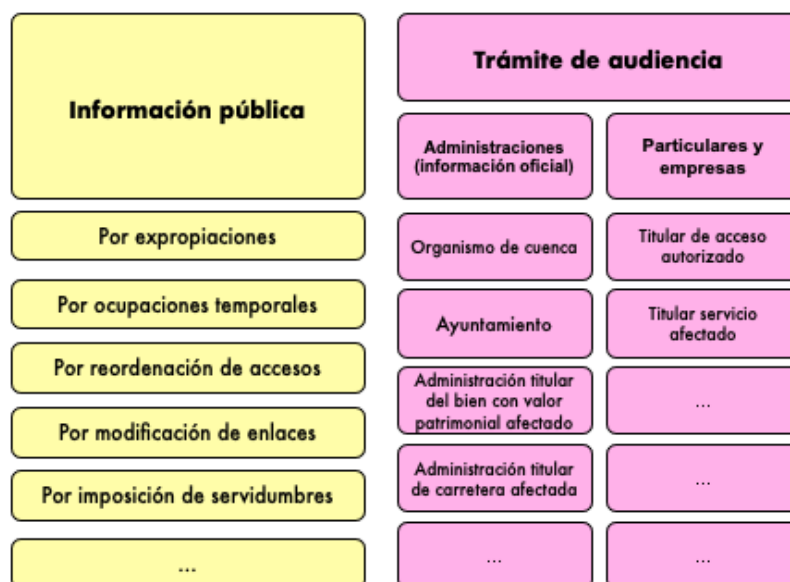 Información pública
Por expropiaciones
Por ocupaciones temporales
Por reordenación de accesos
Por modificación de enlaces
Por imposición de servidumbres
...
Trámite de audiencia
Administraciones
(información oficial)
Organismo de cuenca
Ayuntamiento
Administración titular
del bien con valor
patrimonial afectado
Administración titular
de carretera afectada
...
Particulares y
empresas
Titular de acceso
autorizado
Titular servicio
afectado
...
...
...